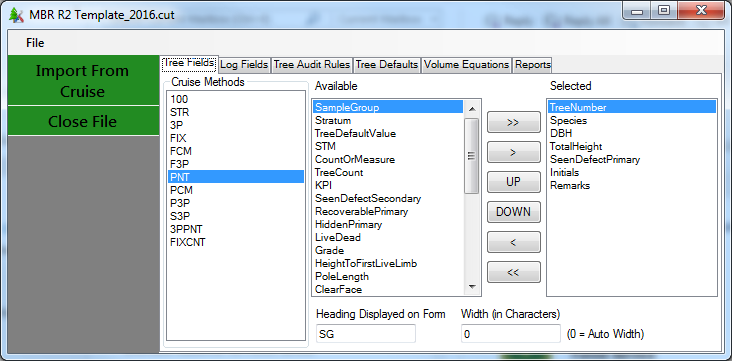 MBR R2 Template_2016.cut
File
Import From
Cruise
Close File
Tree Fields Log Fields Tree Audit Rules Tree Defaults Volume Equations Reports
Cruise Methods
100
STR
3P
FIX
FCM
F3P
PNT
PCM
P3P
S3P
3PPNT
FIXCNT
Available
SampleGroup
Stratum
TreeDefaultValue
STM
CountOrMeasure
TreeCount
KPI
SeenDefectSecondary
RecoverablePrimary
HiddenPrimary
LiveDead
Grade
HeightToFirstLiveLimb
PoleLength
ClearFace
>>
>
UP
DOWN
<
<<
Selected
TreeNumber
Species
DBH
TotalHeight
SeenDefectPrimary
Initials
Remarks
Heading Displayed on Form Width (in Characters)
SG 0 (0 = Auto Width)